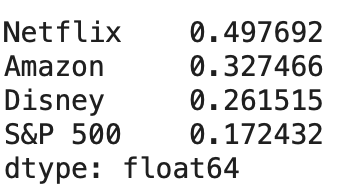 Netflix    0.497692
Amazon     0.327466
Disney     0.261515
S&P 500    0.172432
dtype: float64